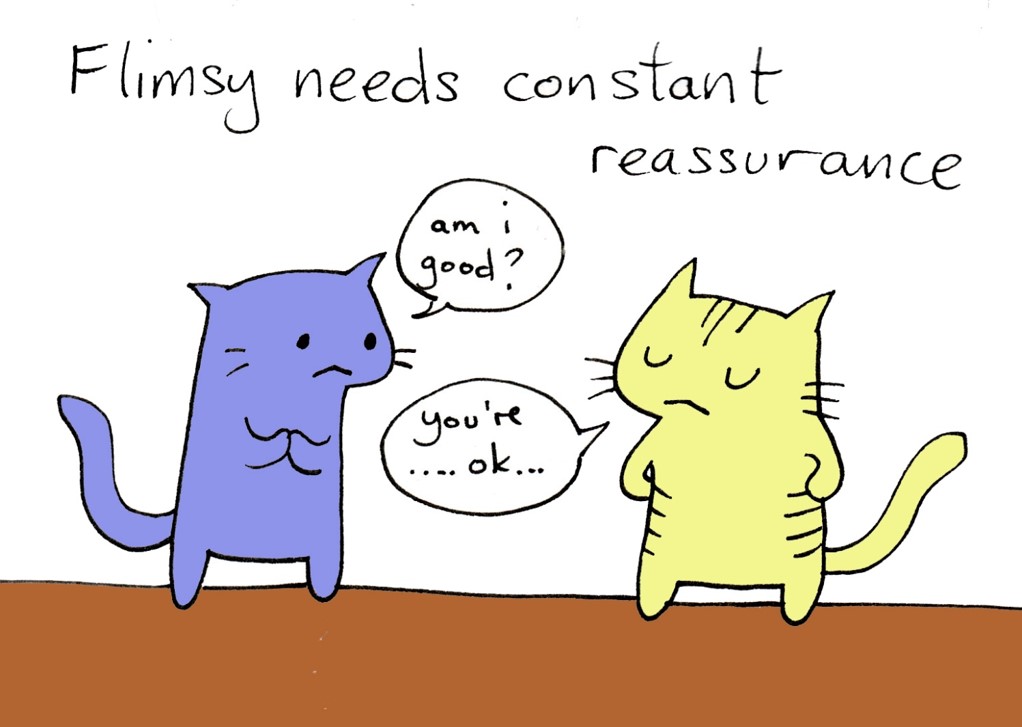 Flimsy needs constant
reassurance
am i
good?
you're
..... ok...